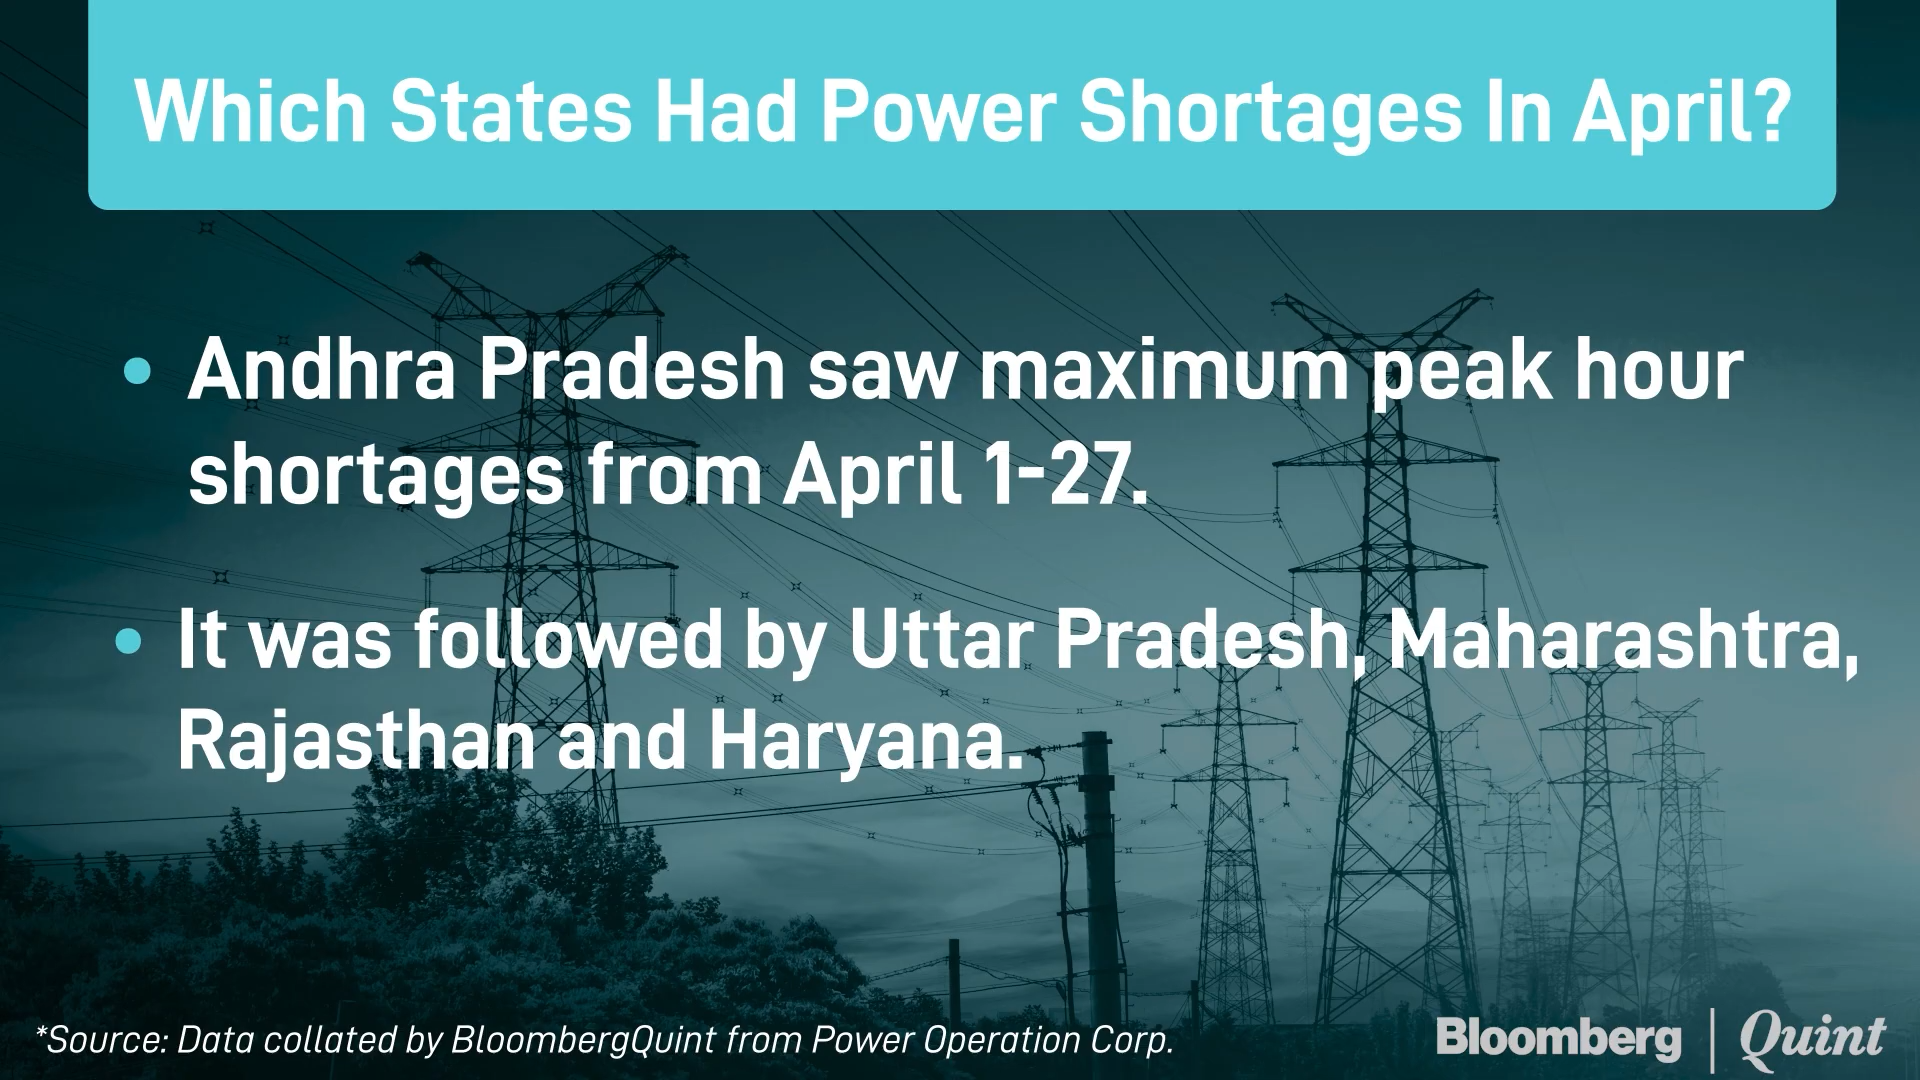 Which States Had Power Shortages In April?
• Andhra Pradesh saw maximum peak hour
shortages from April 1-27.
• It was followed by Uttar Pradesh, Maharashtra,
Rajasthan and Haryana.
*Source: Data collated by BloombergQuint from Power Operation Corp.
Bloomberg | Quint